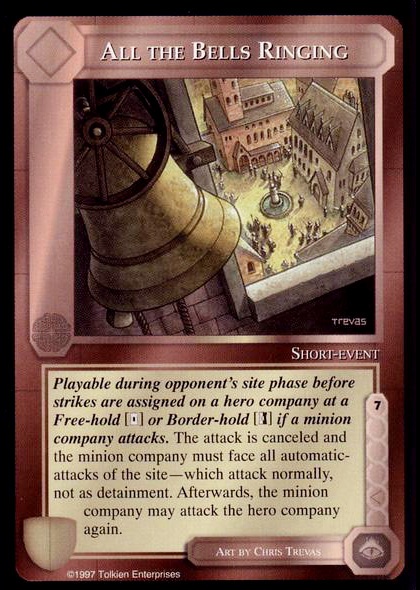 ALL THE BELLS RINGING
TREVAS
SHORT-EVENT
Playable during opponent's site phase before
strikes are assigned on a hero company at a
Free-hold [ ] or Border-hold [ ] if a minion
company attacks. The attack is canceled and
the minion company must face all automatic-
attacks of the site—which attack normally,
not as detainment. Afterwards, the minion
company may attack the hero company
again.
7
ART BY CHRIS TREVAS
©1997 Tolkien Enterprises